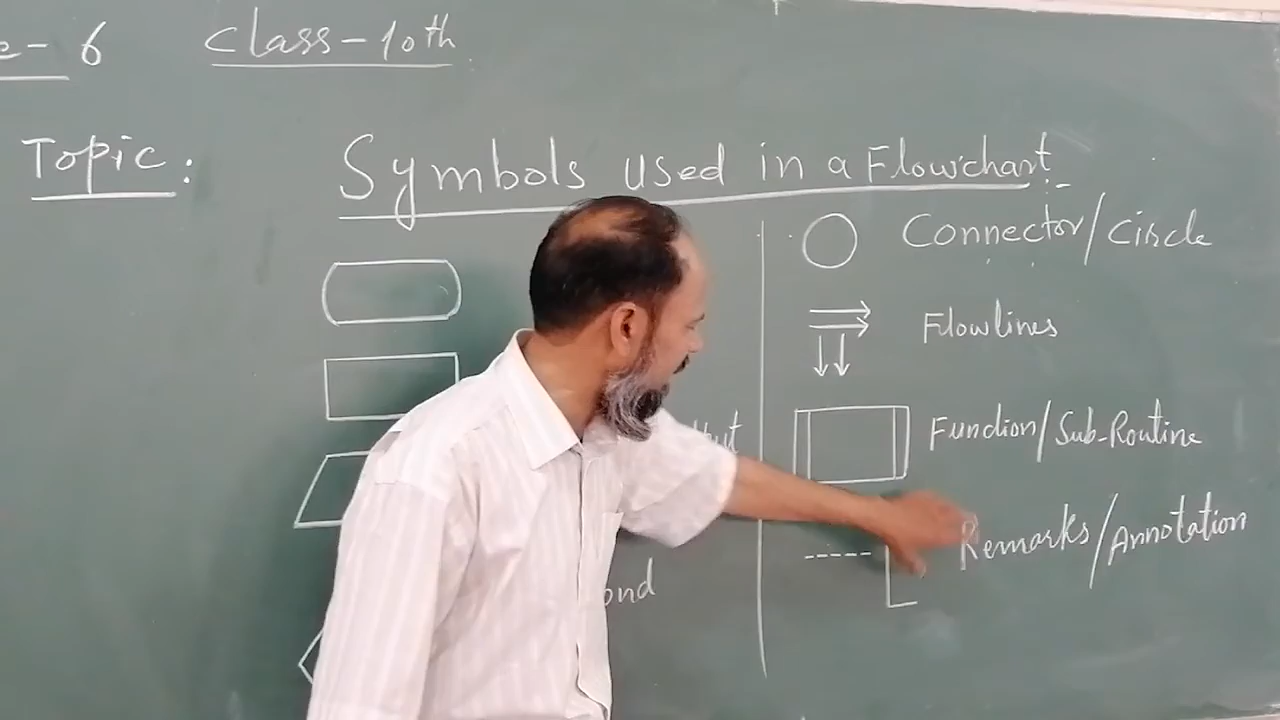 6 Class-10th
Topic: Symbols used in a Flowchart:-
Connector/Circle
Flowlines
Function/Sub-Routine
Remarks/Annotation